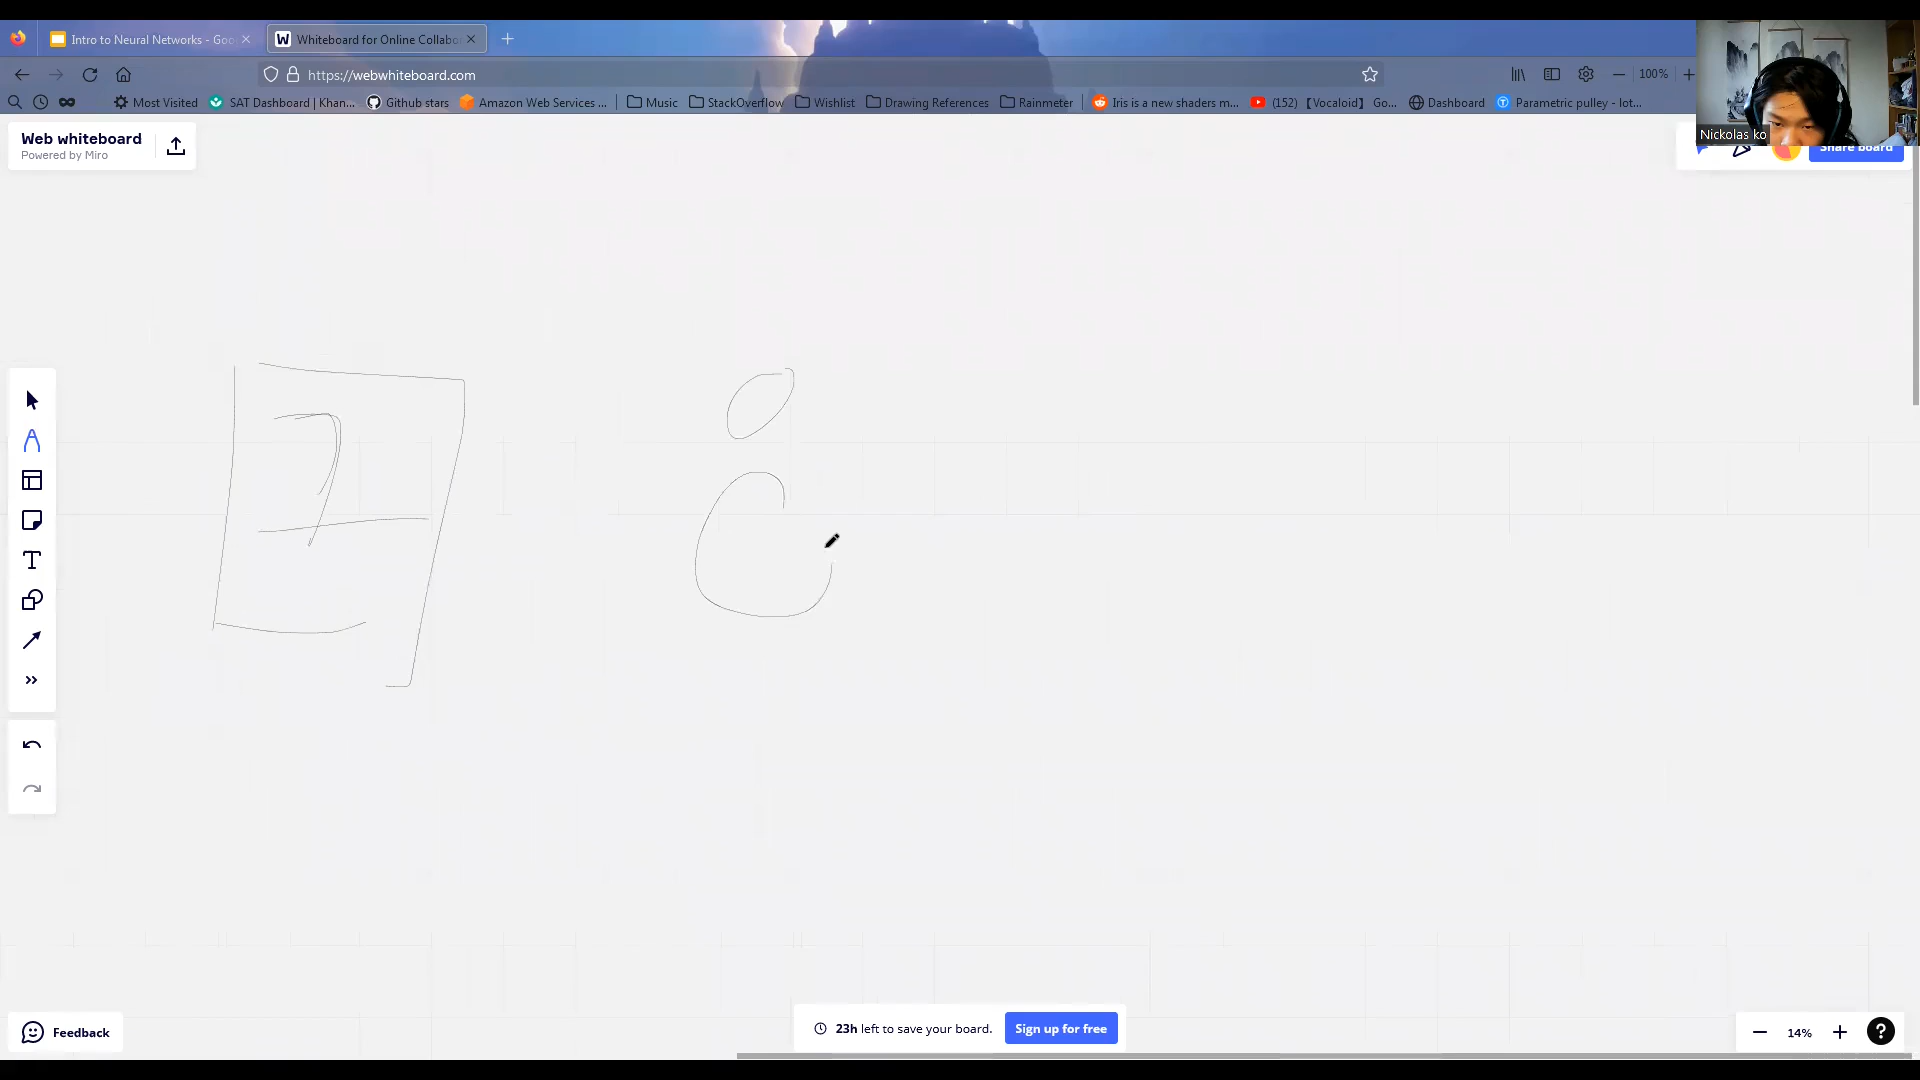 Intro to Neural Networks - Goo
Whiteboard for Online Collabo
https://webwhiteboard.com
100%
Most Visited
SAT Dashboard | Khan...
Github stars
Amazon Web Services ...
Music
StackOverflow
Wishlist
Drawing References
Rainmeter
Iris is a new shaders m...
(152) 【Vocaloid】 Go...
Dashboard
Parametric pulley - lot...
Nickolas ko
Web whiteboard
Powered by Miro
Share board
7
Feedback
23h left to save your board.
Sign up for free
14%